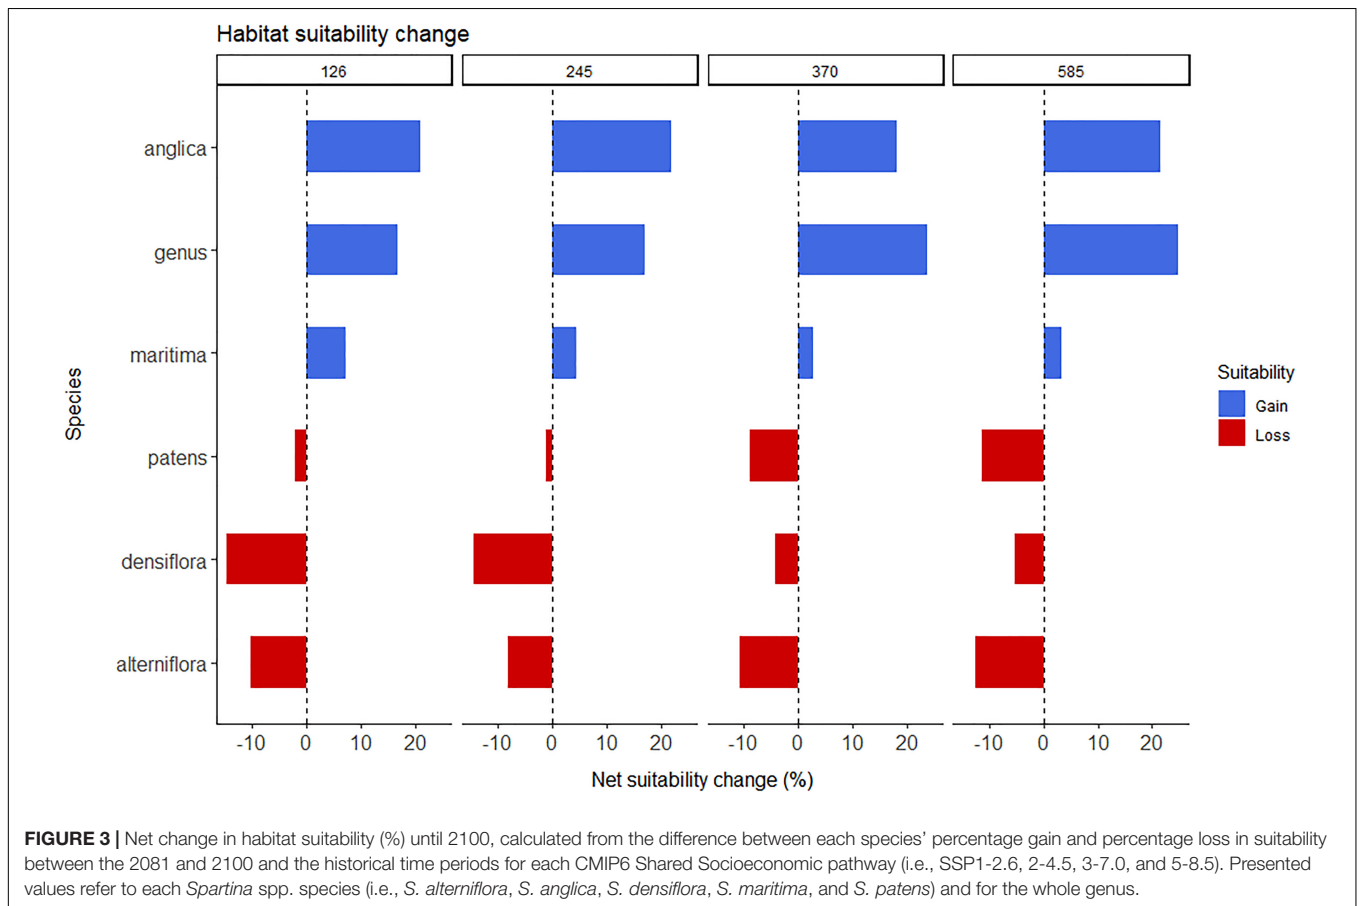 Habitat suitability change
126 245 370 585
anglica
genus
maritima
patens
densiflora
alterniflora
Species
Suitability
Gain
Loss
-10 0 10 20 -10 0 10 20 -10 0 10 20 -10 0 10 20
Net suitability change (%)
FIGURE 3 | Net change in habitat suitability (%) until 2100, calculated from the difference between each species’ percentage gain and percentage loss in suitability
between the 2081 and 2100 and the historical time periods for each CMIP6 Shared Socioeconomic pathway (i.e., SSP1-2.6, 2-4.5, 3-7.0, and 5-8.5). Presented
values refer to each Spartina spp. species (i.e., S. alterniflora, S. anglica, S. densiflora, S. maritima, and S. patens) and for the whole genus.